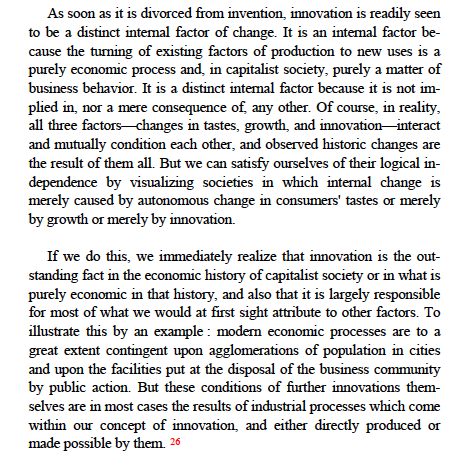 As soon as it is divorced from invention, innovation is readily seen
to be a distinct internal factor of change. It is an internal factor be-
cause the turning of existing factors of production to new uses is a
purely economic process and, in capitalist society, purely a matter of
business behavior. It is a distinct internal factor because it is not im-
plied in, nor a mere consequence of, any other. Of course, in reality,
all three factors—changes in tastes, growth, and innovation—interact
and mutually condition each other, and observed historic changes are
the result of them all. But we can satisfy ourselves of their logical in-
dependence by visualizing societies in which internal change is
merely caused by autonomous change in consumers' tastes or merely
by growth or merely by innovation.
If we do this, we immediately realize that innovation is the out-
standing fact in the economic history of capitalist society or in what is
purely economic in that history, and also that it is largely responsible
for most of what we would at first sight attribute to other factors. To
illustrate this by an example : modern economic processes are to a
great extent contingent upon agglomerations of population in cities
and upon the facilities put at the disposal of the business community
by public action. But these conditions of further innovations them-
selves are in most cases the results of industrial processes which come
within our concept of innovation, and either directly produced or
made possible by them. 26